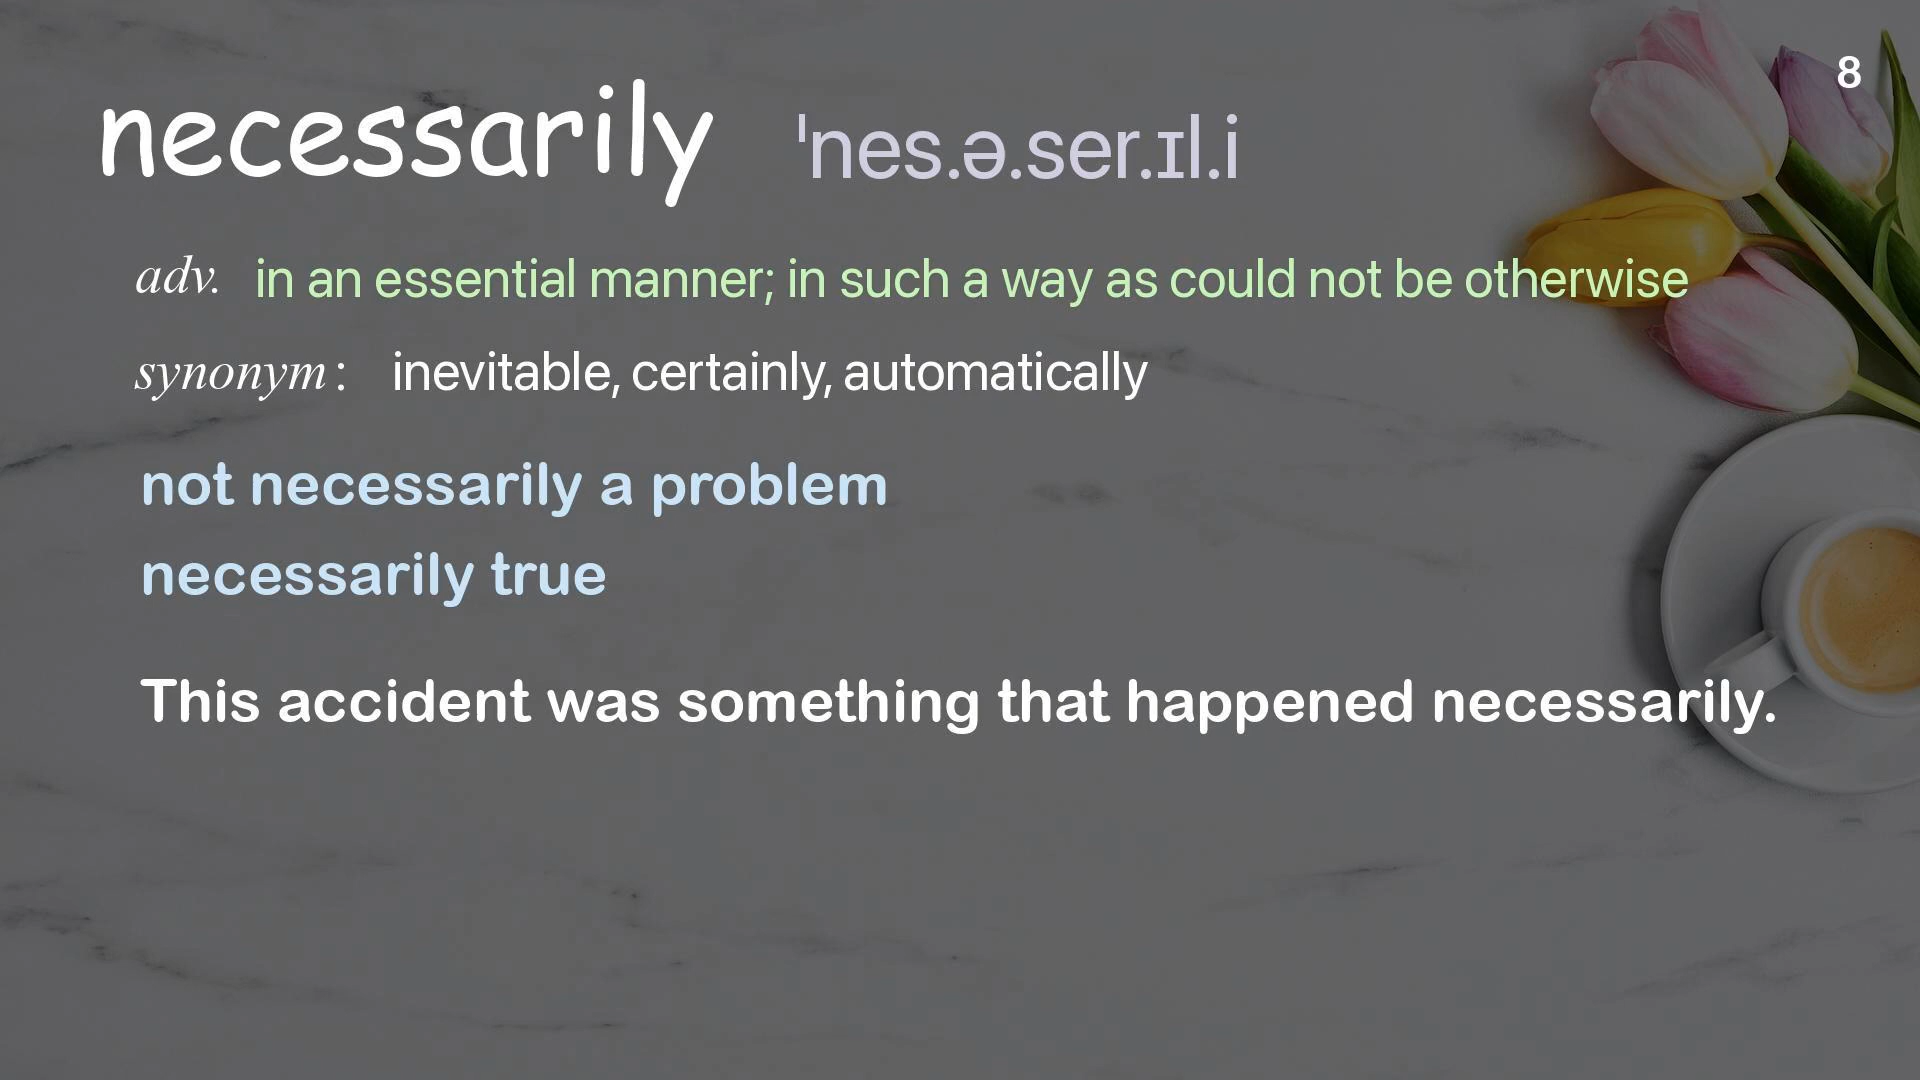 8
necessarily ˈnes.ə.ser.ɪl.i
adv. in an essential manner; in such a way as could not be otherwise
synonym: inevitable, certainly, automatically
not necessarily a problem
necessarily true
This accident was something that happened necessarily.